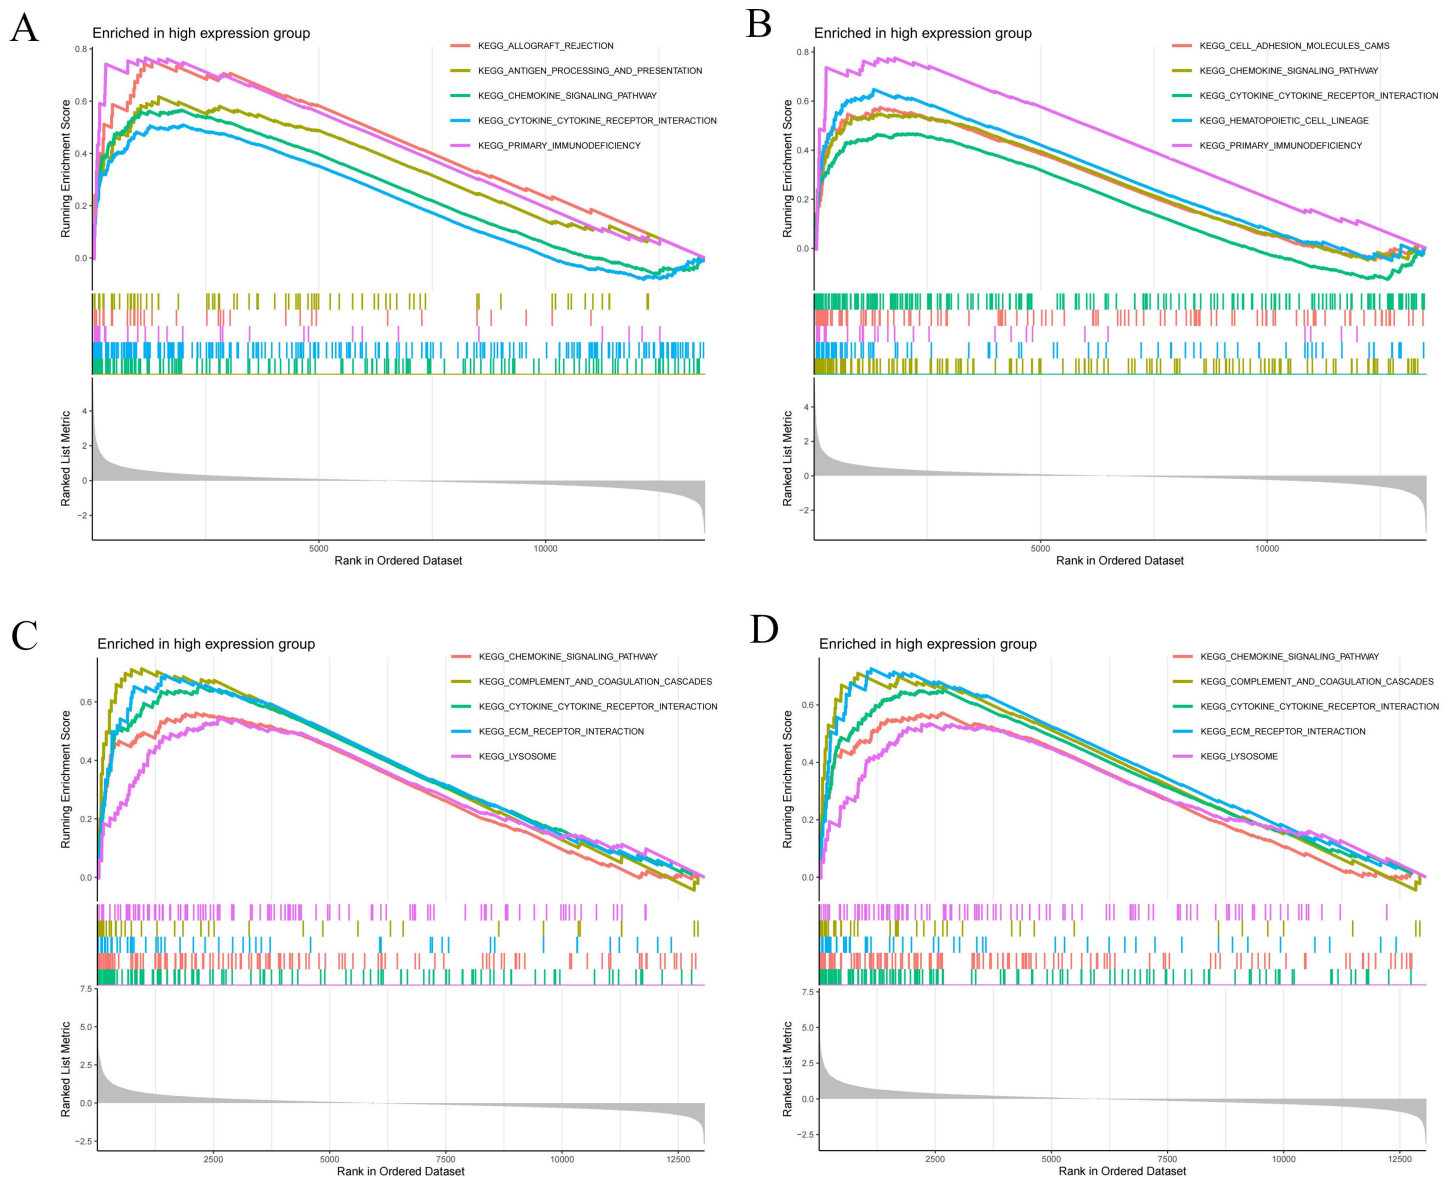 A
Enriched in high expression group
KEGG_ALLOGRAFT_REJECTION
KEGG_ANTIGEN_PROCESSING_AND_PRESENTATION
KEGG_CHEMOKINE_SIGNALING_PATHWAY
KEGG_CYTOKINE_CYTOKINE_RECEPTOR_INTERACTION
KEGG_PRIMARY_IMMUNODEFICIENCY
Running Enrichment Score
0.8
0.6
0.4
0.2
0.0
Ranked List Metric
4
2
0
−2
5000
10000
Rank in Ordered Dataset
B
Enriched in high expression group
KEGG_CELL_ADHESION_MOLECULES_CAMS
KEGG_CHEMOKINE_SIGNALING_PATHWAY
KEGG_CYTOKINE_CYTOKINE_RECEPTOR_INTERACTION
KEGG_HEMATOPOIETIC_CELL_LINEAGE
KEGG_PRIMARY_IMMUNODEFICIENCY
Running Enrichment Score
0.8
0.6
0.4
0.2
0.0
Ranked List Metric
4
2
0
−2
5000
10000
Rank in Ordered Dataset
C
Enriched in high expression group
KEGG_CHEMOKINE_SIGNALING_PATHWAY
KEGG_COMPLEMENT_AND_COAGULATION_CASCADES
KEGG_CYTOKINE_CYTOKINE_RECEPTOR_INTERACTION
KEGG_ECM_RECEPTOR_INTERACTION
KEGG_LYSOSOME
Running Enrichment Score
0.6
0.4
0.2
0.0
Ranked List Metric
7.5
5.0
2.5
0.0
−2.5
2500
5000
7500
10000
12500
Rank in Ordered Dataset
D
Enriched in high expression group
KEGG_CHEMOKINE_SIGNALING_PATHWAY
KEGG_COMPLEMENT_AND_COAGULATION_CASCADES
KEGG_CYTOKINE_CYTOKINE_RECEPTOR_INTERACTION
KEGG_ECM_RECEPTOR_INTERACTION
KEGG_LYSOSOME
Running Enrichment Score
0.6
0.4
0.2
0.0
Ranked List Metric
7.5
5.0
2.5
0.0
−2.5
2500
5000
7500
10000
12500
Rank in Ordered Dataset